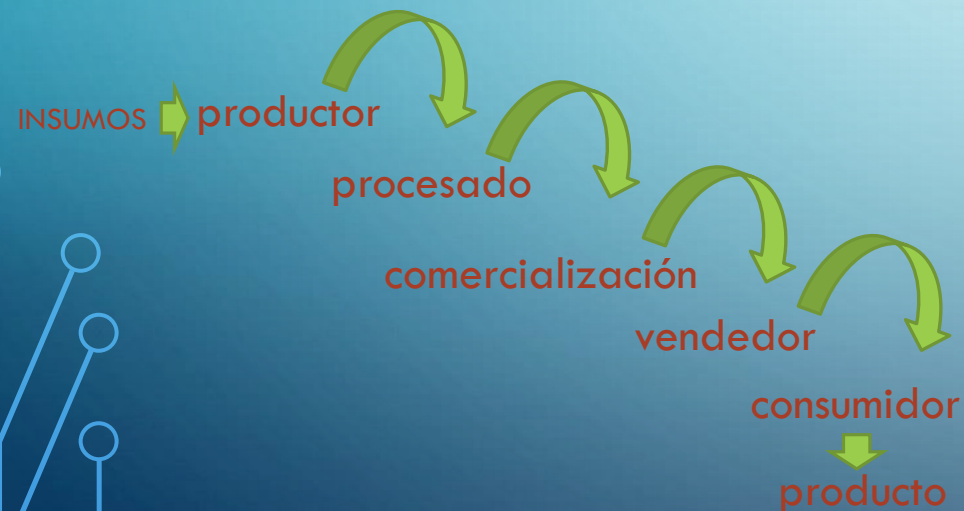 INSUMOS productor
procesado
comercialización
vendedor
consumidor
producto